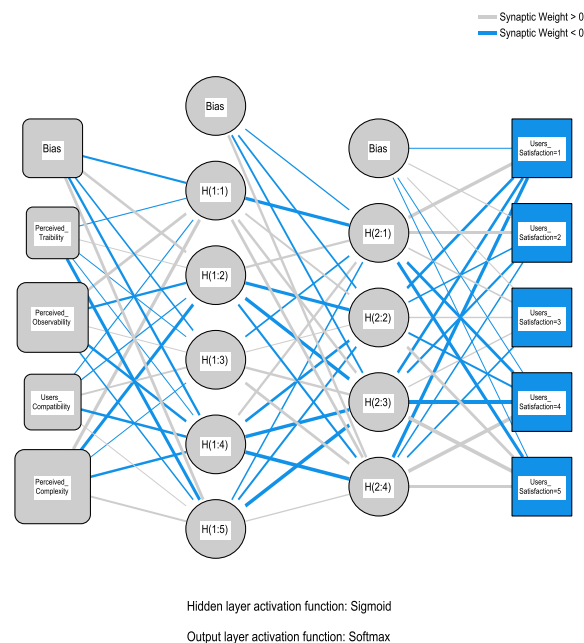 Synaptic Weight > 0
Synaptic Weight < 0
Bias
Perceived_
Traibility
Perceived_
Observability
Users_
Compatibility
Perceived_
Complexity
Bias
H(1:1)
H(1:2)
H(1:3)
H(1:4)
H(1:5)
Bias
H(2:1)
H(2:2)
H(2:3)
H(2:4)
Users_
Satisfaction=1
Users_
Satisfaction=2
Users_
Satisfaction=3
Users_
Satisfaction=4
Users_
Satisfaction=5
Hidden layer activation function: Sigmoid
Output layer activation function: Softmax